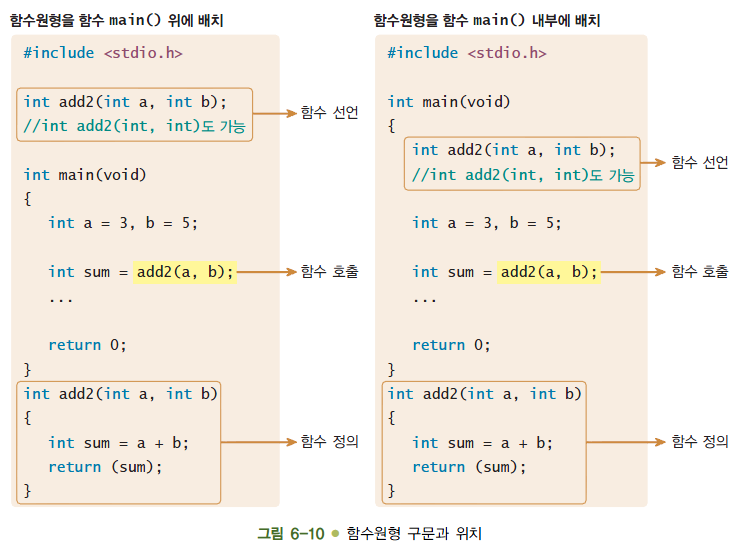 함수원형을 함수 main() 위에 배치
#include <stdio.h>
int add2(int a, int b);
//int add2(int, int)도 가능
함수 선언
int main(void)
{
int a = 3, b = 5;
int sum = add2(a, b);
함수 호출
...
return 0;
}
int add2(int a, int b)
{
int sum = a + b;
함수 정의
return (sum);
}
함수원형을 함수 main() 내부에 배치
#include <stdio.h>
int main(void)
{
int add2(int a, int b);
//int add2(int, int)도 가능
함수 선언
int a = 3, b = 5;
int sum = add2(a, b);
함수 호출
...
return 0;
}
int add2(int a, int b)
{
int sum = a + b;
함수 정의
return (sum);
}
그림 6-10 ● 함수원형 구문과 위치